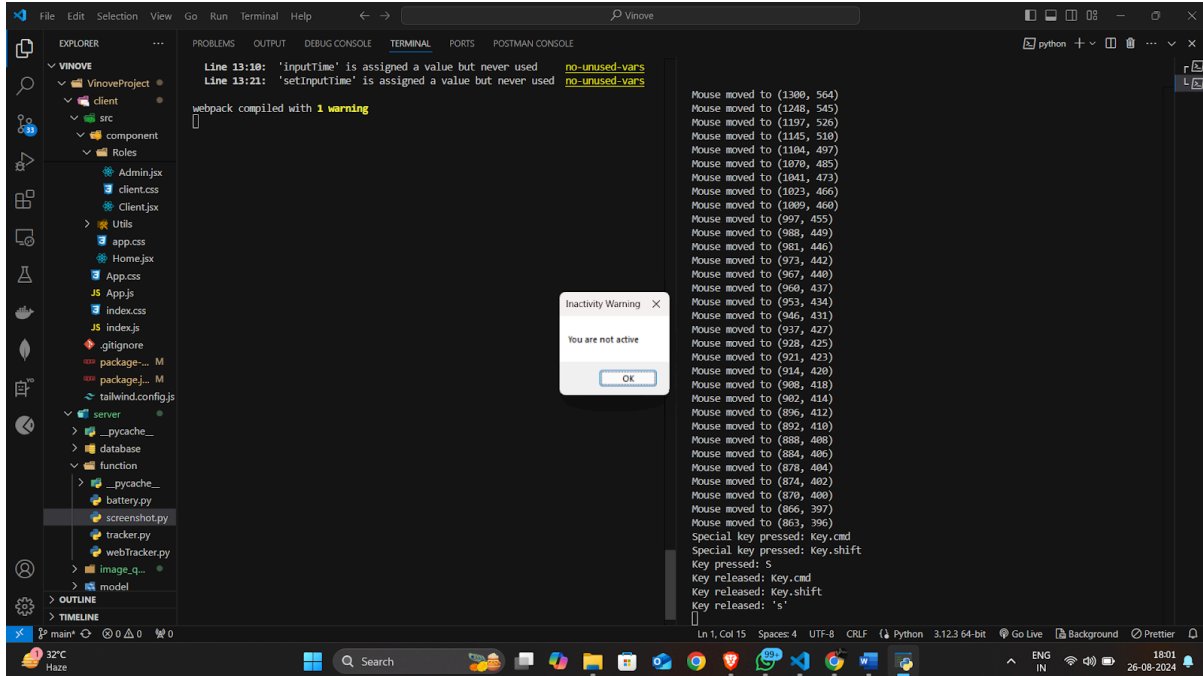 File Edit Selection View Go Run Terminal Help
Vinove
EXPLORER
VINOVE
VinoveProject
client
src
component
Roles
Admin.jsx
client.css
Client.jsx
Utils
app.css
Home.jsx
App.css
JS App.js
index.css
JS index.js
.gitignore
package-... M
package.j... M
tailwind.config.js
server
__pycache__
database
function
__pycache__
battery.py
screenshot.py
tracker.py
webTracker.py
image_q...
model
OUTLINE
TIMELINE
33
PROBLEMS OUTPUT DEBUG CONSOLE TERMINAL PORTS POSTMAN CONSOLE
python
Line 13:10: 'inputTime' is assigned a value but never used no-unused-vars
Line 13:21: 'setInputTime' is assigned a value but never used no-unused-vars
webpack compiled with 1 warning
Mouse moved to (1300, 564)
Mouse moved to (1248, 545)
Mouse moved to (1197, 526)
Mouse moved to (1145, 510)
Mouse moved to (1104, 497)
Mouse moved to (1070, 485)
Mouse moved to (1041, 473)
Mouse moved to (1023, 466)
Mouse moved to (1009, 460)
Mouse moved to (997, 455)
Mouse moved to (988, 449)
Mouse moved to (981, 446)
Mouse moved to (973, 442)
Mouse moved to (967, 440)
Mouse moved to (960, 437)
Mouse moved to (953, 434)
Mouse moved to (946, 431)
Mouse moved to (937, 427)
Mouse moved to (928, 425)
Mouse moved to (921, 423)
Mouse moved to (914, 420)
Mouse moved to (908, 418)
Mouse moved to (902, 414)
Mouse moved to (896, 412)
Mouse moved to (892, 410)
Mouse moved to (888, 408)
Mouse moved to (884, 406)
Mouse moved to (878, 404)
Mouse moved to (874, 402)
Mouse moved to (870, 400)
Mouse moved to (866, 397)
Mouse moved to (863, 396)
Special key pressed: Key.cmd
Special key pressed: Key.shift
Key pressed: S
Key released: Key.cmd
Key released: Key.shift
Key released: 's'
Inactivity Warning
You are not active
OK
main* 0 0 0
Ln 1, Col 15 Spaces: 4 UTF-8 CRLF Python 3.12.3 64-bit Go Live Background Prettier
1
32°C
Haze
Search
99+
ENG
IN
18:01
26-08-2024